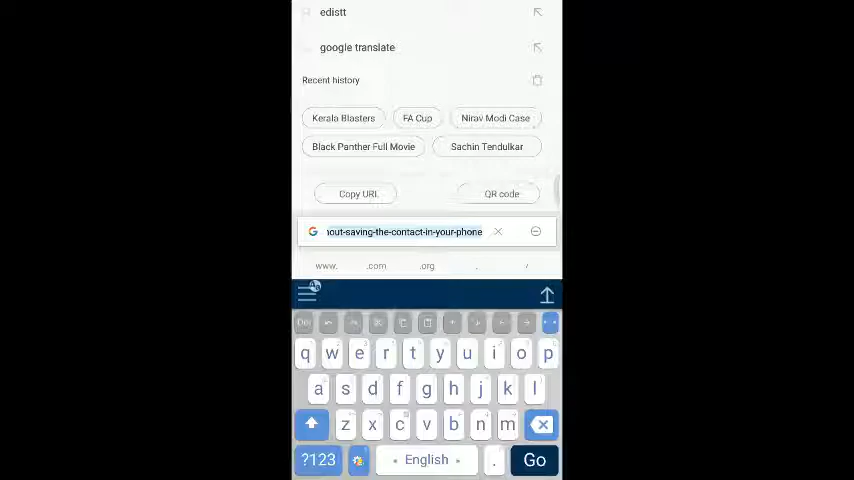 edistt
google translate
Recent history
Kerala Blasters FA Cup Nirav Modi Case
Black Panther Full Movie Sachin Tendulkar
Copy URL QR code
out-saving-the-contact-in-your-phone
www. .com .org . /
q w e r t y u i o p
a s d f g h j k l
z x c v b n m
?123 English . Go